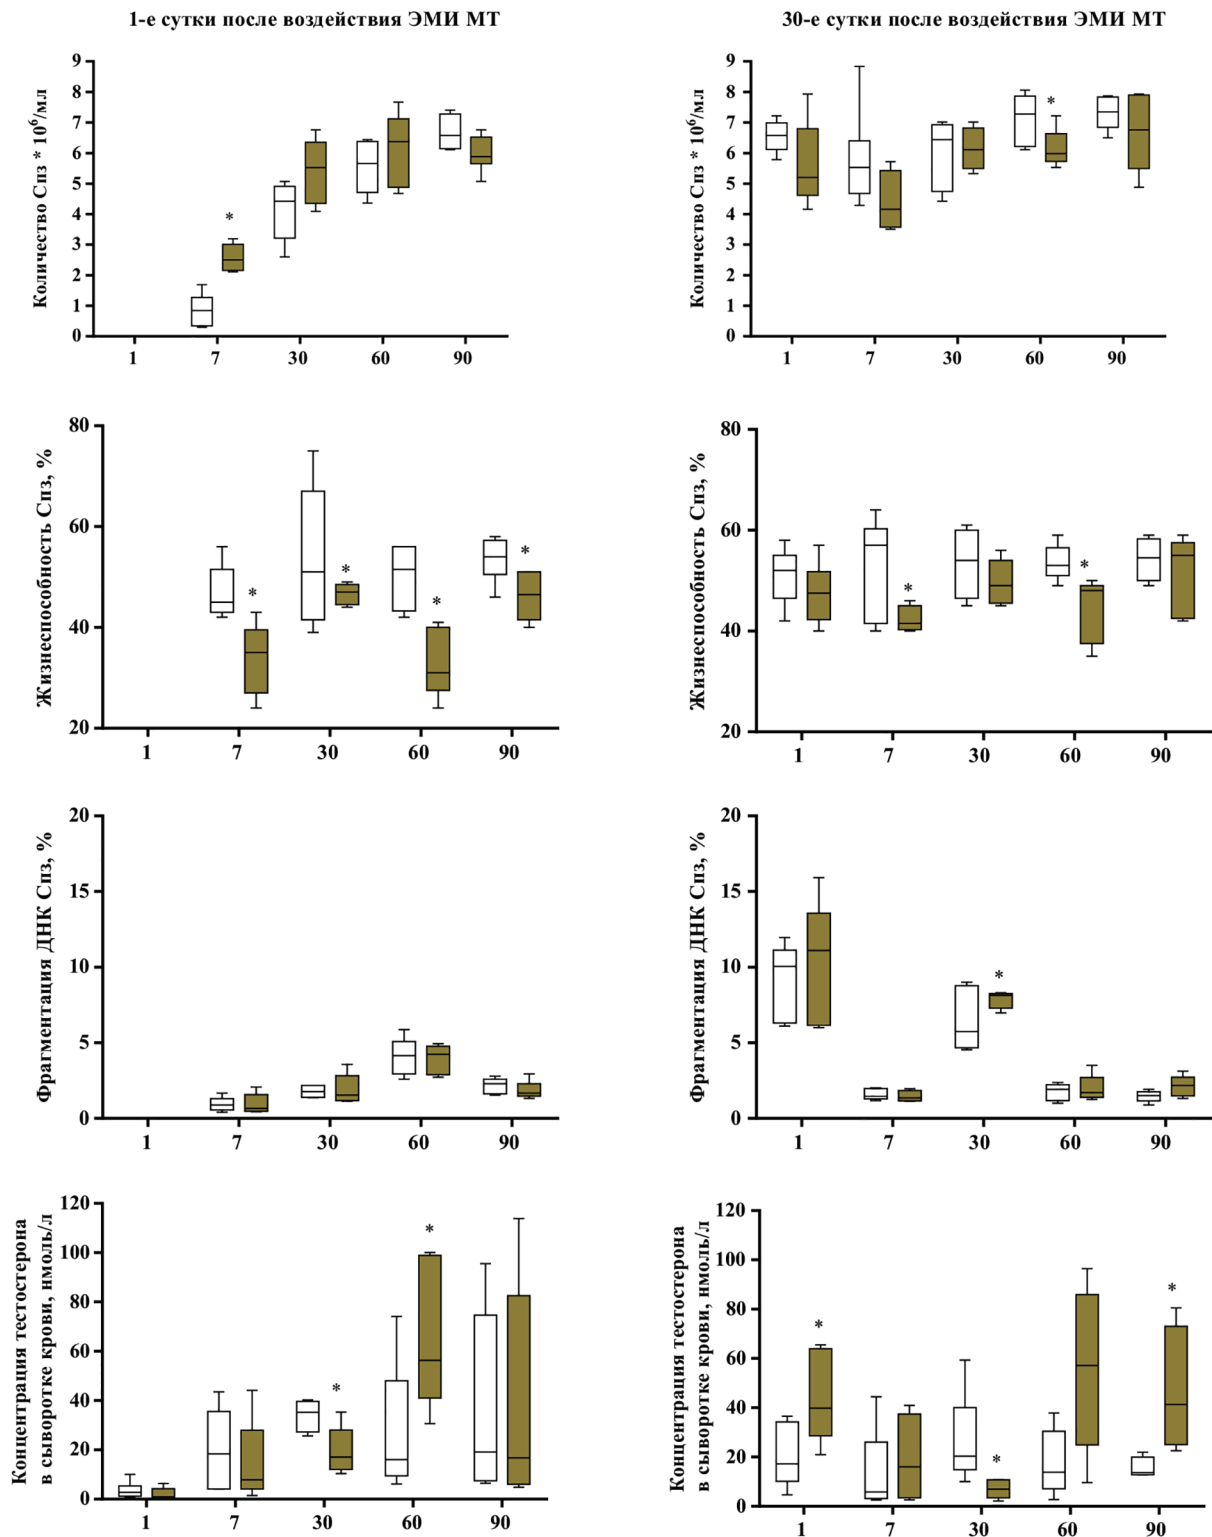 1-е сутки после воздействия ЭМИ МТ
30-е сутки после воздействия ЭМИ МТ
Количество Спз * 10⁶/мл
9
8
7
6
5
4
3
2
1
0
*
1 7 30 60 90
Количество Спз * 10⁶/мл
9
8
7
6
5
4
3
2
1
0
*
1 7 30 60 90
Жизнеспособность Спз, %
80
60
40
20
* * * *
1 7 30 60 90
Жизнеспособность Спз, %
80
60
40
20
* *
1 7 30 60 90
Фрагментация ДНК Спз, %
20
15
10
5
0
1 7 30 60 90
Фрагментация ДНК Спз, %
20
15
10
5
0
*
1 7 30 60 90
Концентрация тестостерона
в сыворотке крови, нмоль/л
120
100
80
60
40
20
0
* *
1 7 30 60 90
Концентрация тестостерона
в сыворотке крови, нмоль/л
120
100
80
60
40
20
0
* * *
1 7 30 60 90